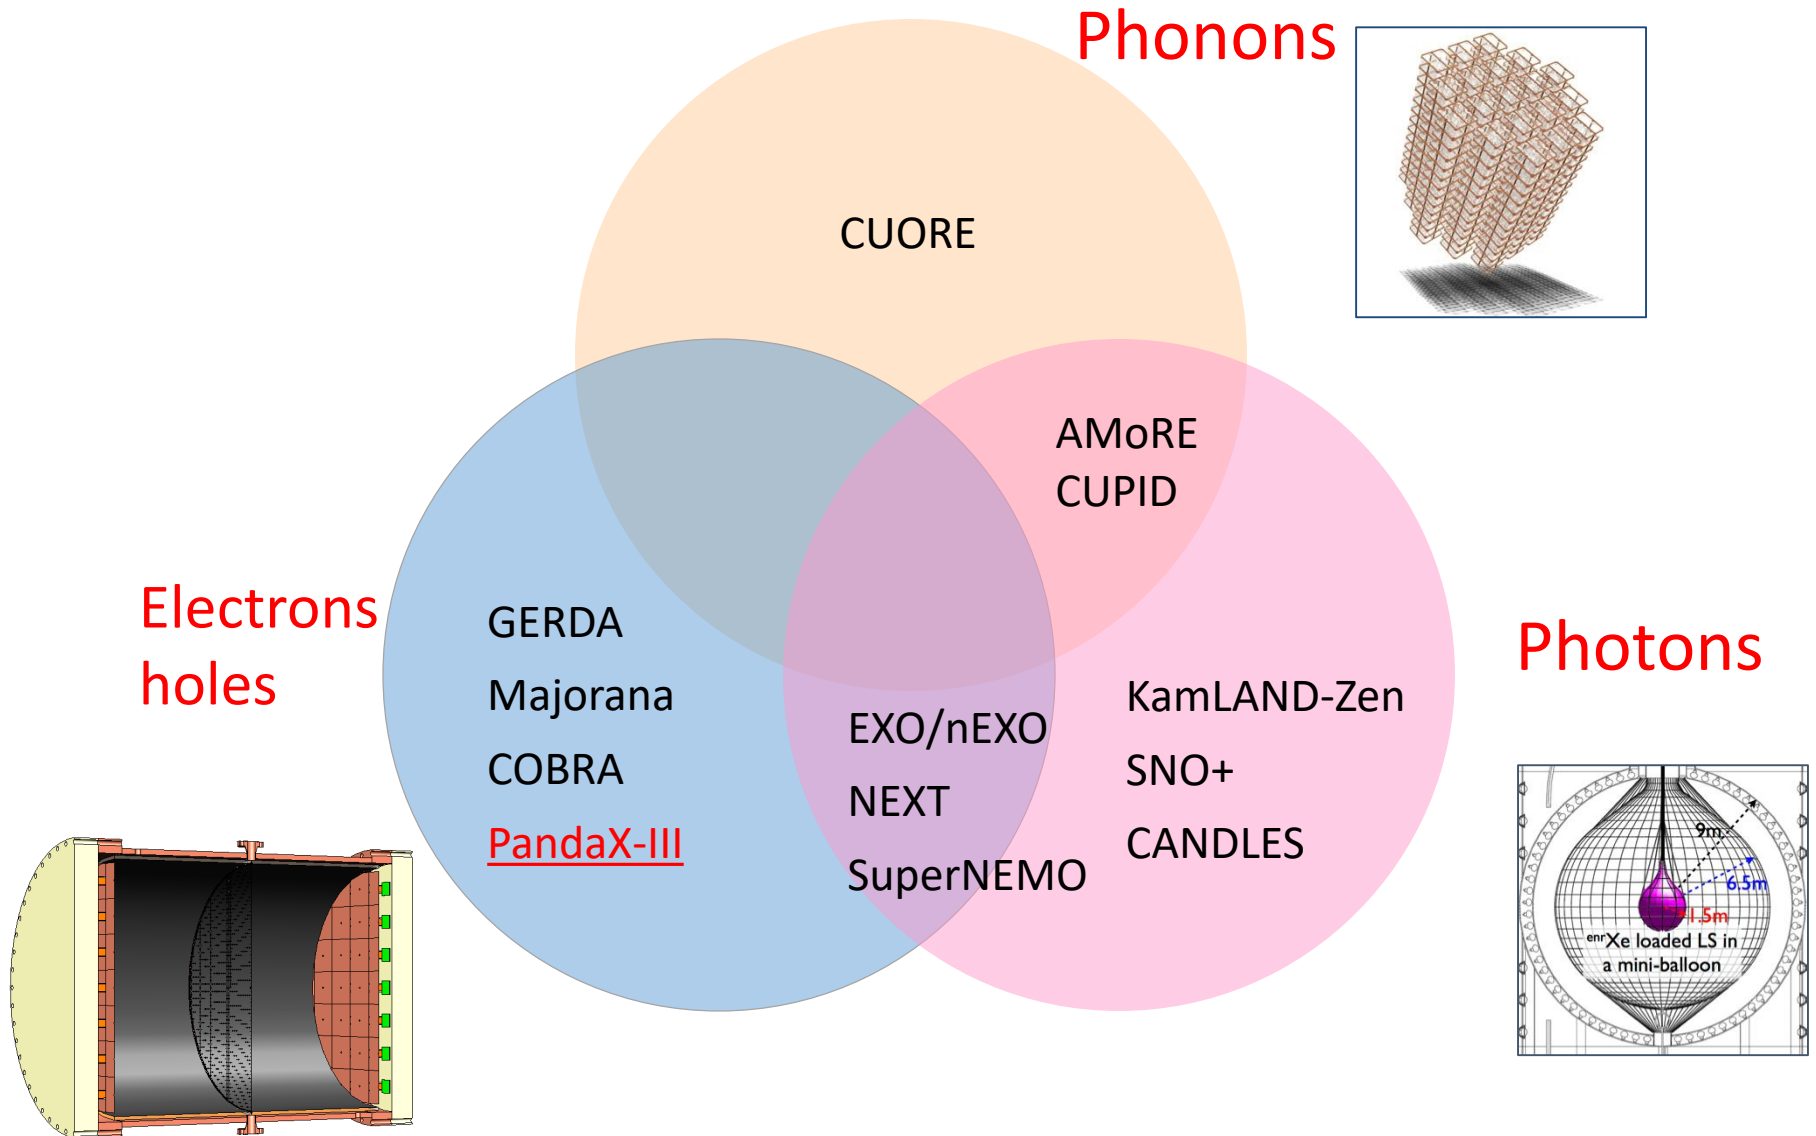 Phonons
CUORE
AMoRE
CUPID
Electrons
holes
GERDA
Majorana
COBRA
PandaX-III
EXO/nEXO
NEXT
SuperNEMO
KamLAND-Zen
SNO+
CANDLES
Photons
9m
6.5m
1.5m
enrXe loaded LS in
a mini-balloon